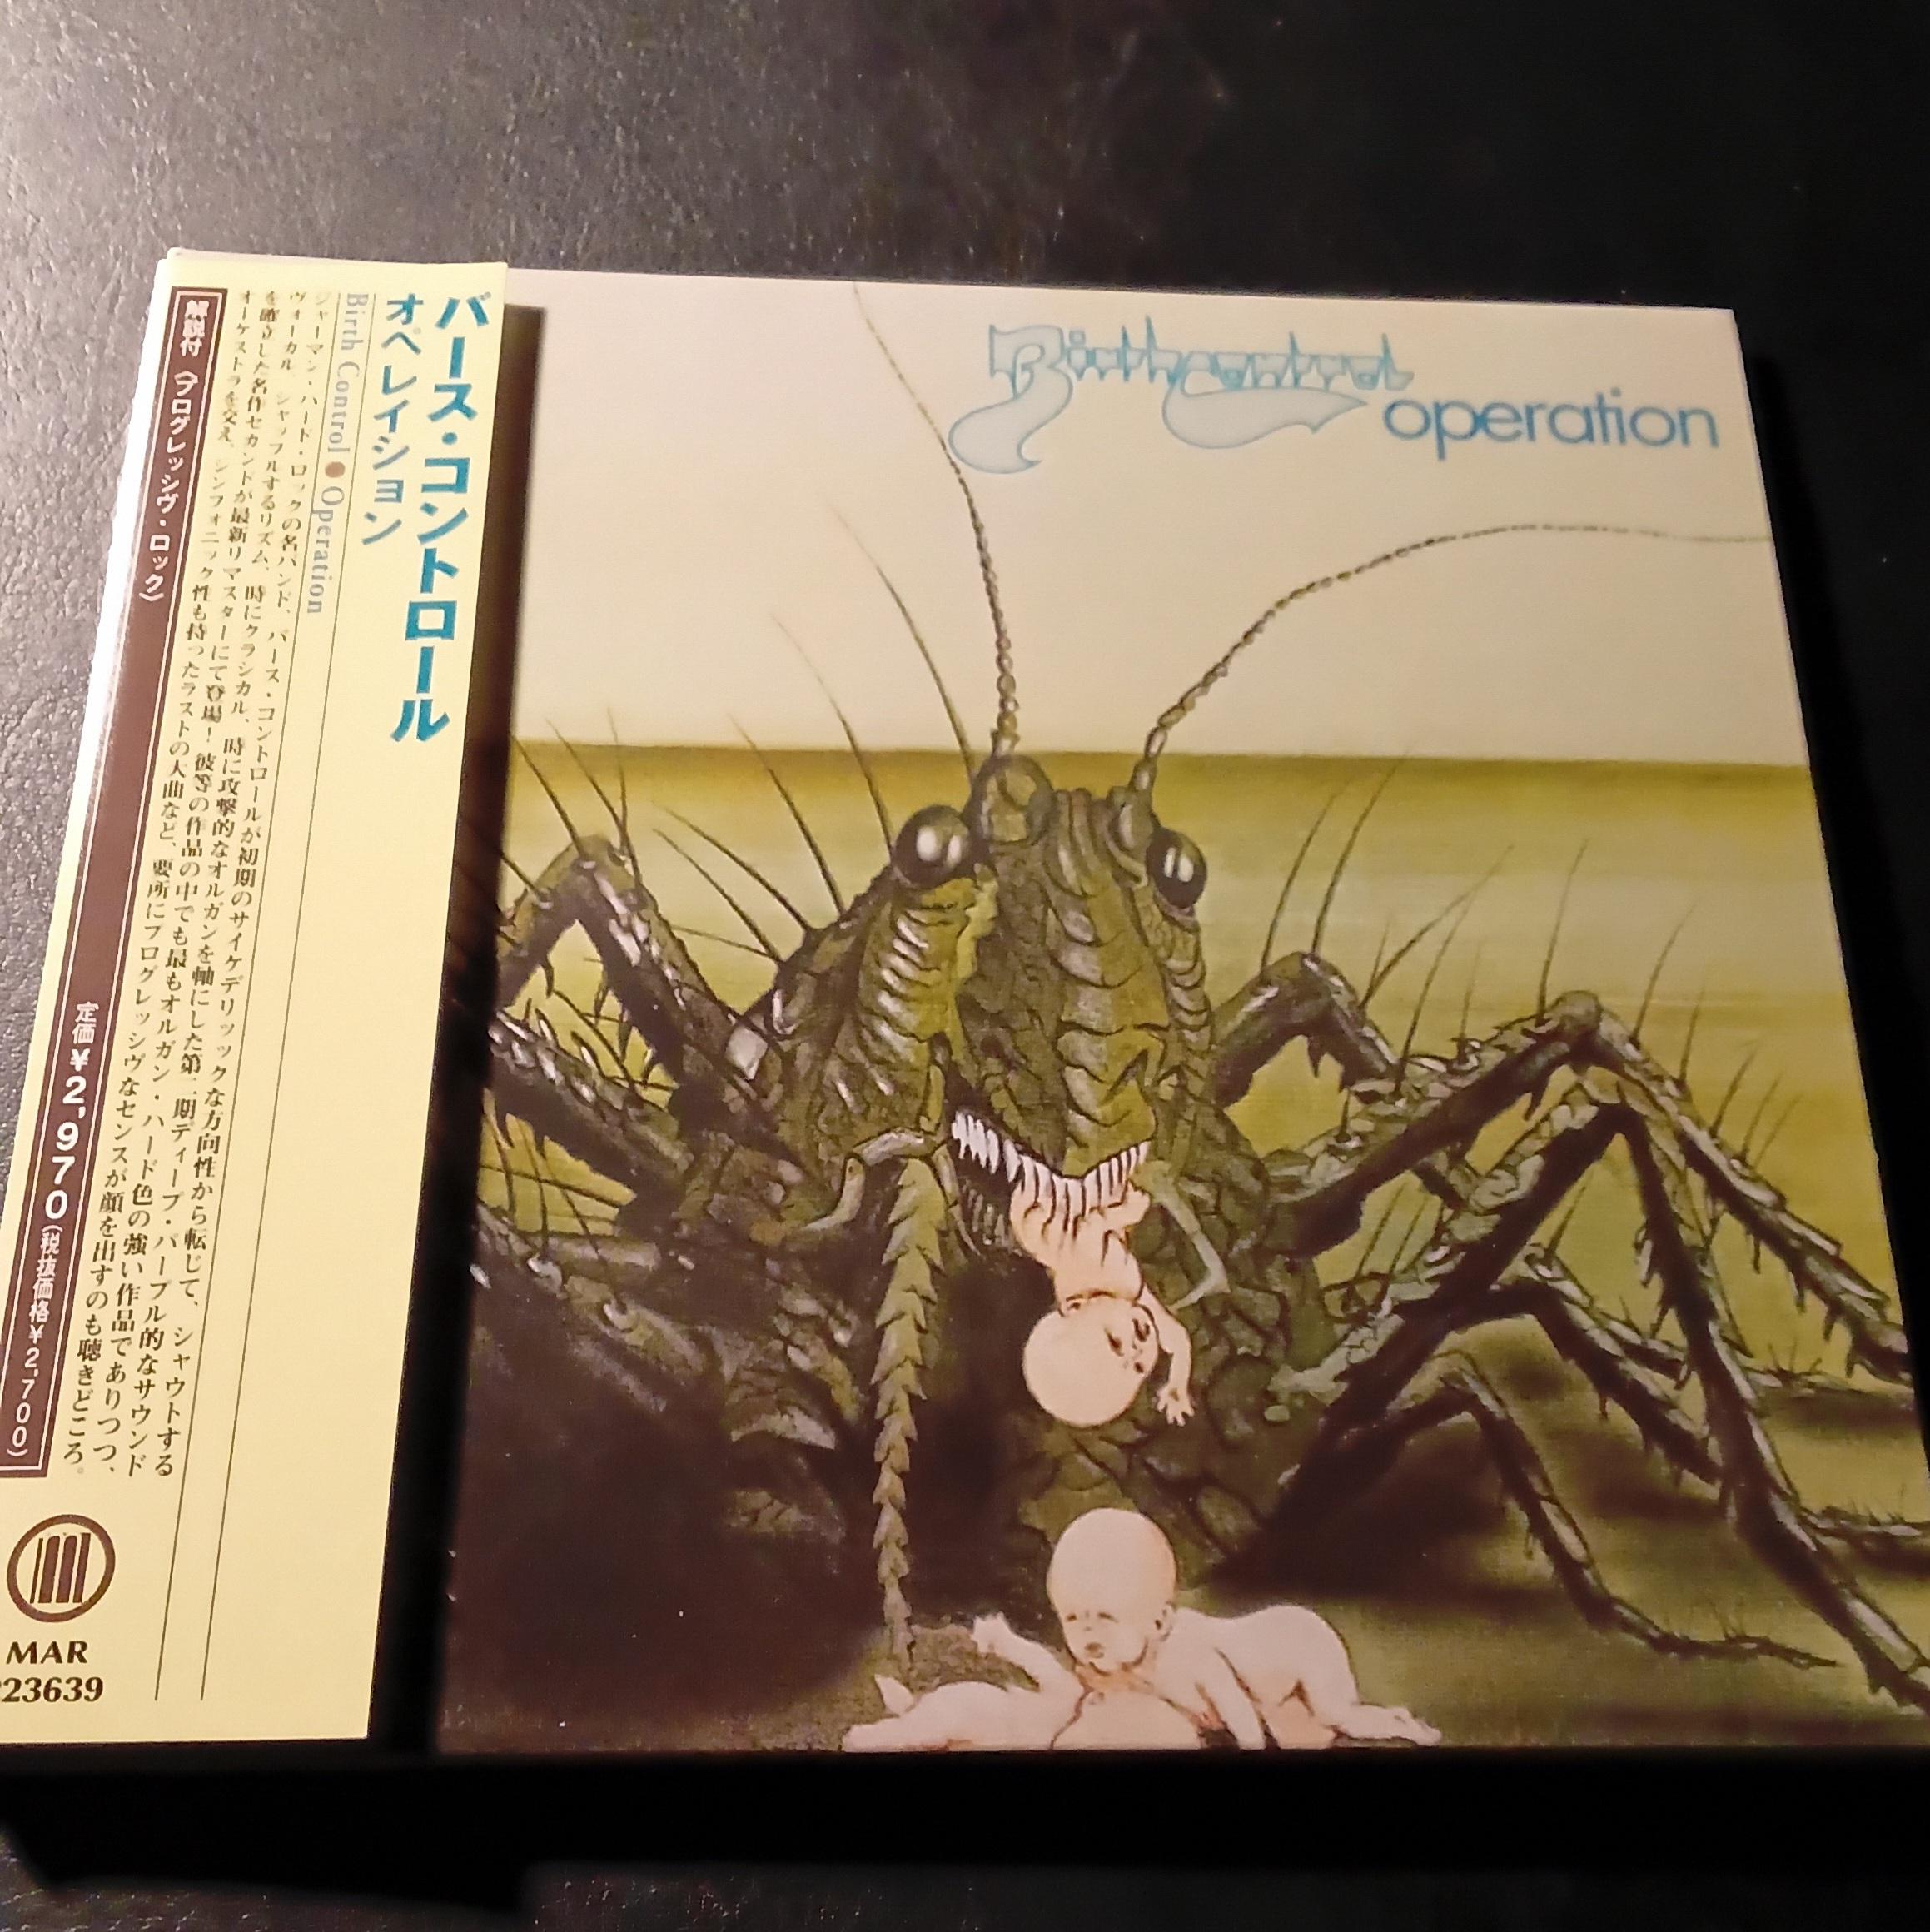 バース・コントロール
オペレイション
Birth Control●Operation
ジャーマン・ハード・ロックの名バンド、バース・コントロールが初期のサイケデリックな方向性から転じて、シャウトする
ヴォーカル、シャッフルするリズム、時にクラシカル、時に攻撃的なオルガンを軸にした第二期ディープ・パープル的なサウンド
を確立した名作セカンドが最新リマスターにて登場!彼等の作品の中でも最もオルガン・ハード色の強い作品でありつつ、
オーケストラを交え、シンフォニック性も持ったラストの大曲など、要所にプログレッシヴなセンスが顔を出すのも聴きどころ。
解説付《プログレッシヴ・ロック》
定価¥2,970(税抜価格¥2,700)
MAR
23639
Birthcontrol
operation